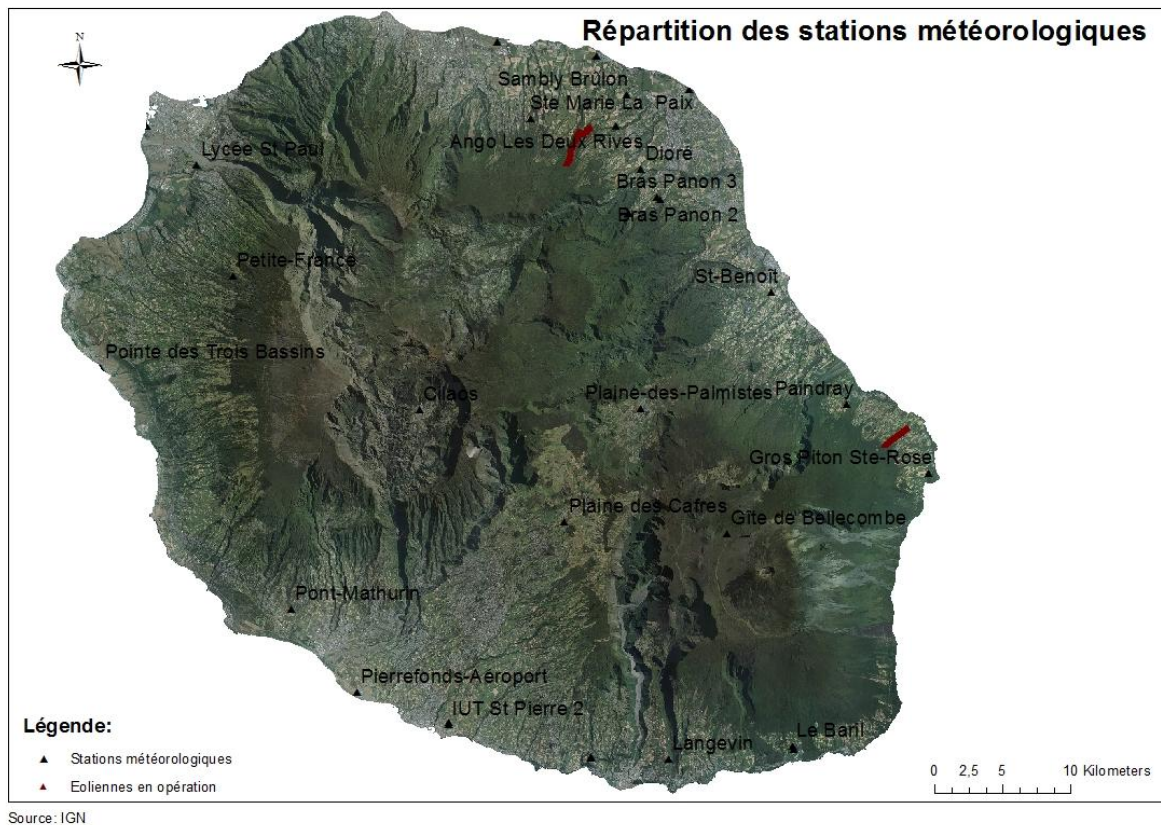 Répartition des stations météorologiques
N
Sambly Brûlon
Ste Marie La Paix
Ango Les Deux Rives
Lycée St Paul
Dioré
Bras Panon 3
Bras Panon 2
Petite-France
St-Benoît
Pointe des Trois Bassins
Cilaos
Plaine-des-Palmistes
Paindray
Gros Piton Ste-Rose
Plaine des Cafres
Gîte de Bellecombe
Pont-Mathurin
Pierrefonds-Aéroport
IUT St Pierre 2
Langevin
Le Baril
Légende:
Stations météorologiques
Eoliennes en opération
0 2,5 5 10 Kilometers
Source: IGN